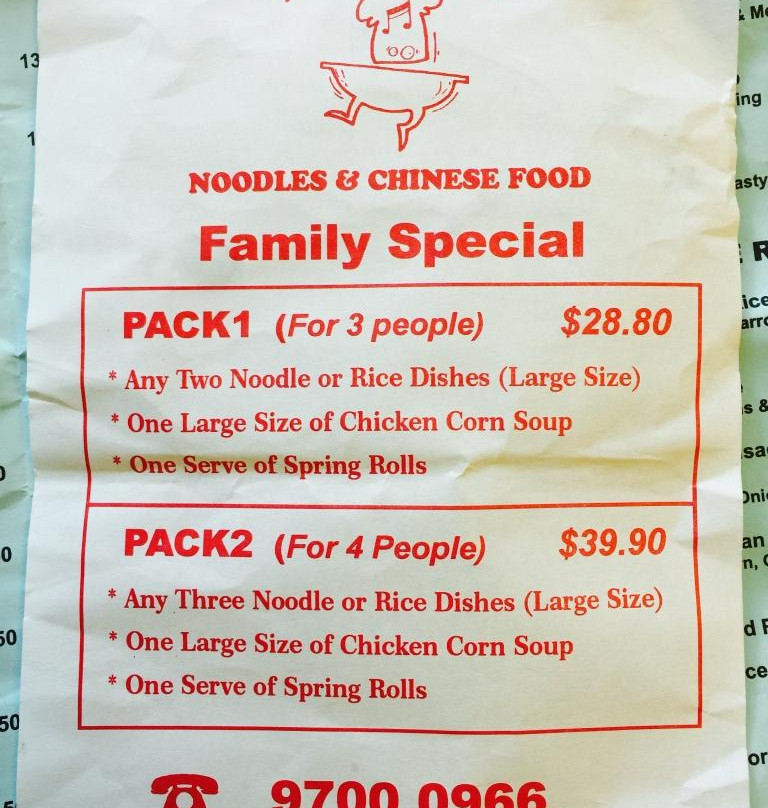 NOODLES & CHINESE FOOD
Family Special
PACK1 (For 3 people) $28.80
* Any Two Noodle or Rice Dishes (Large Size)
* One Large Size of Chicken Corn Soup
* One Serve of Spring Rolls
PACK2 (For 4 People) $39.90
* Any Three Noodle or Rice Dishes (Large Size)
* One Large Size of Chicken Corn Soup
* One Serve of Spring Rolls
9700 0966